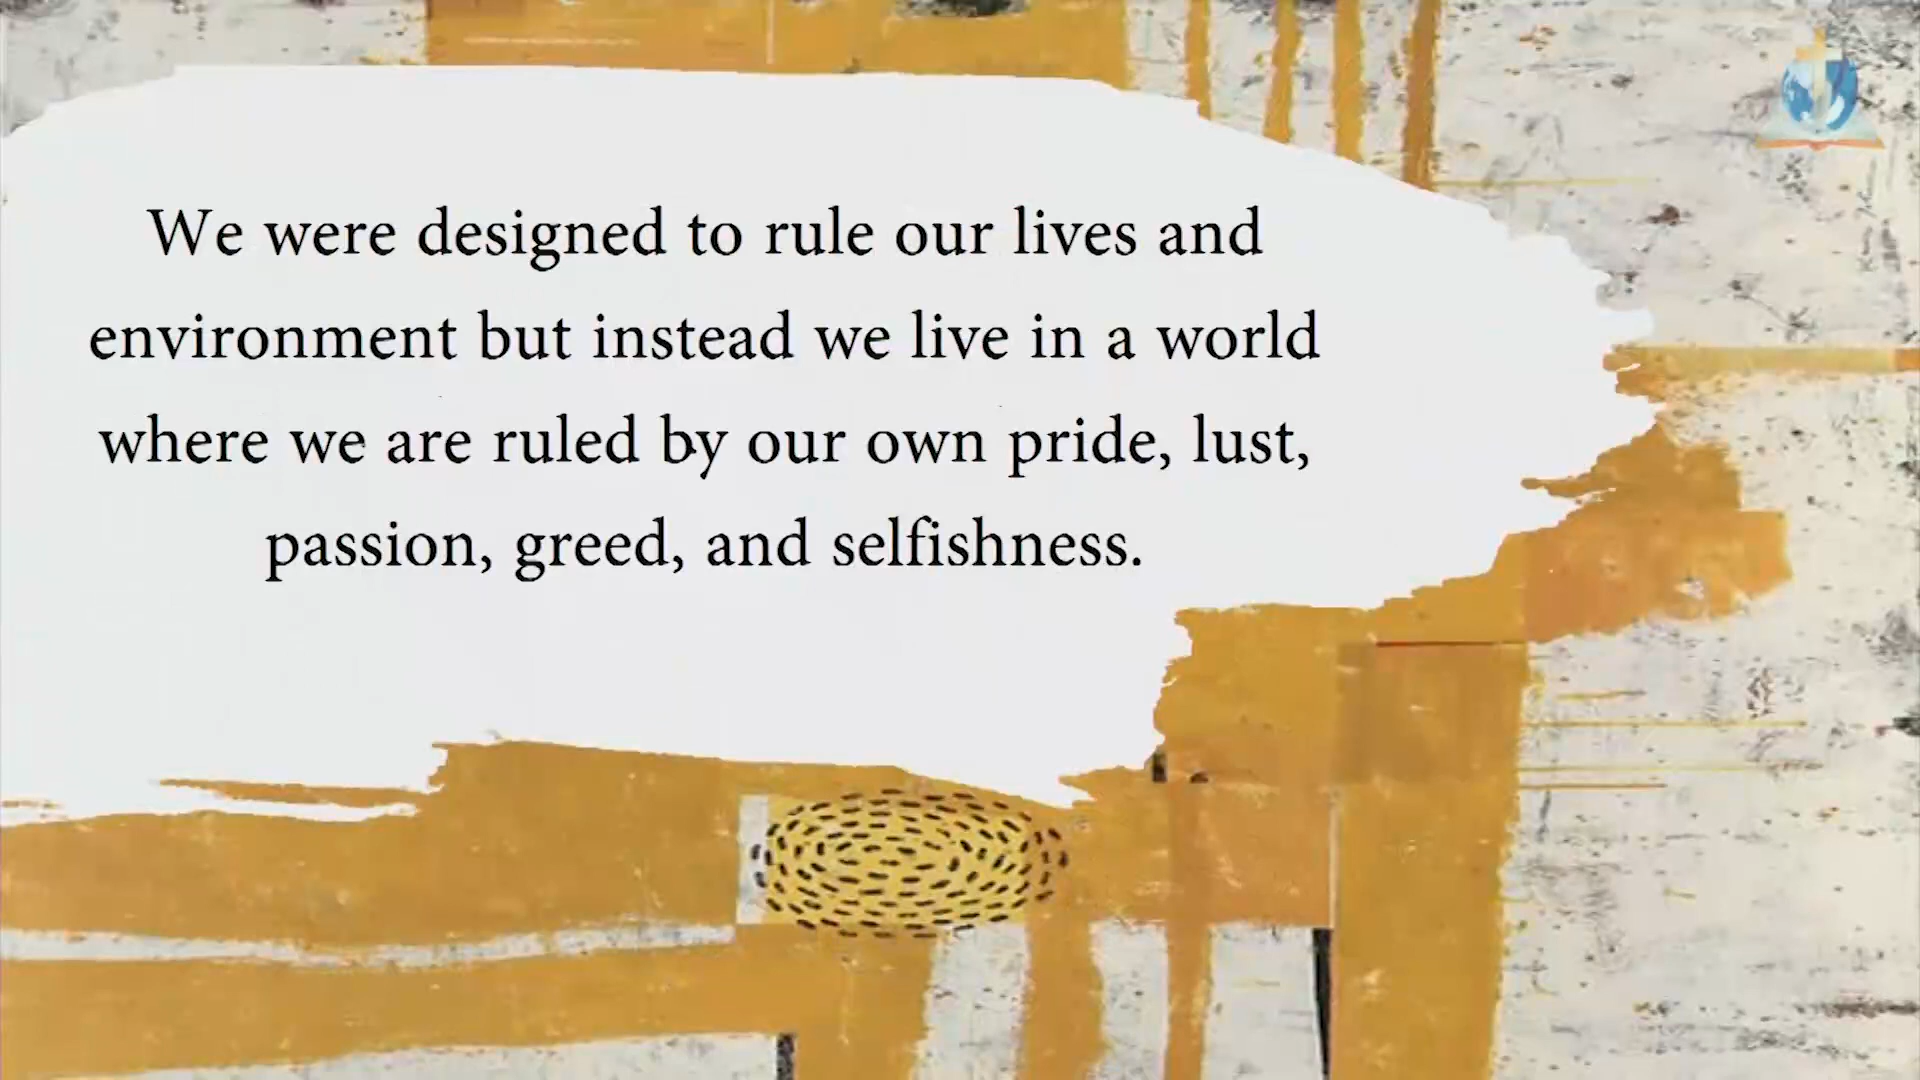 We were designed to rule our lives and
environment but instead we live in a world
where we are ruled by our own pride, lust,
passion, greed, and selfishness.